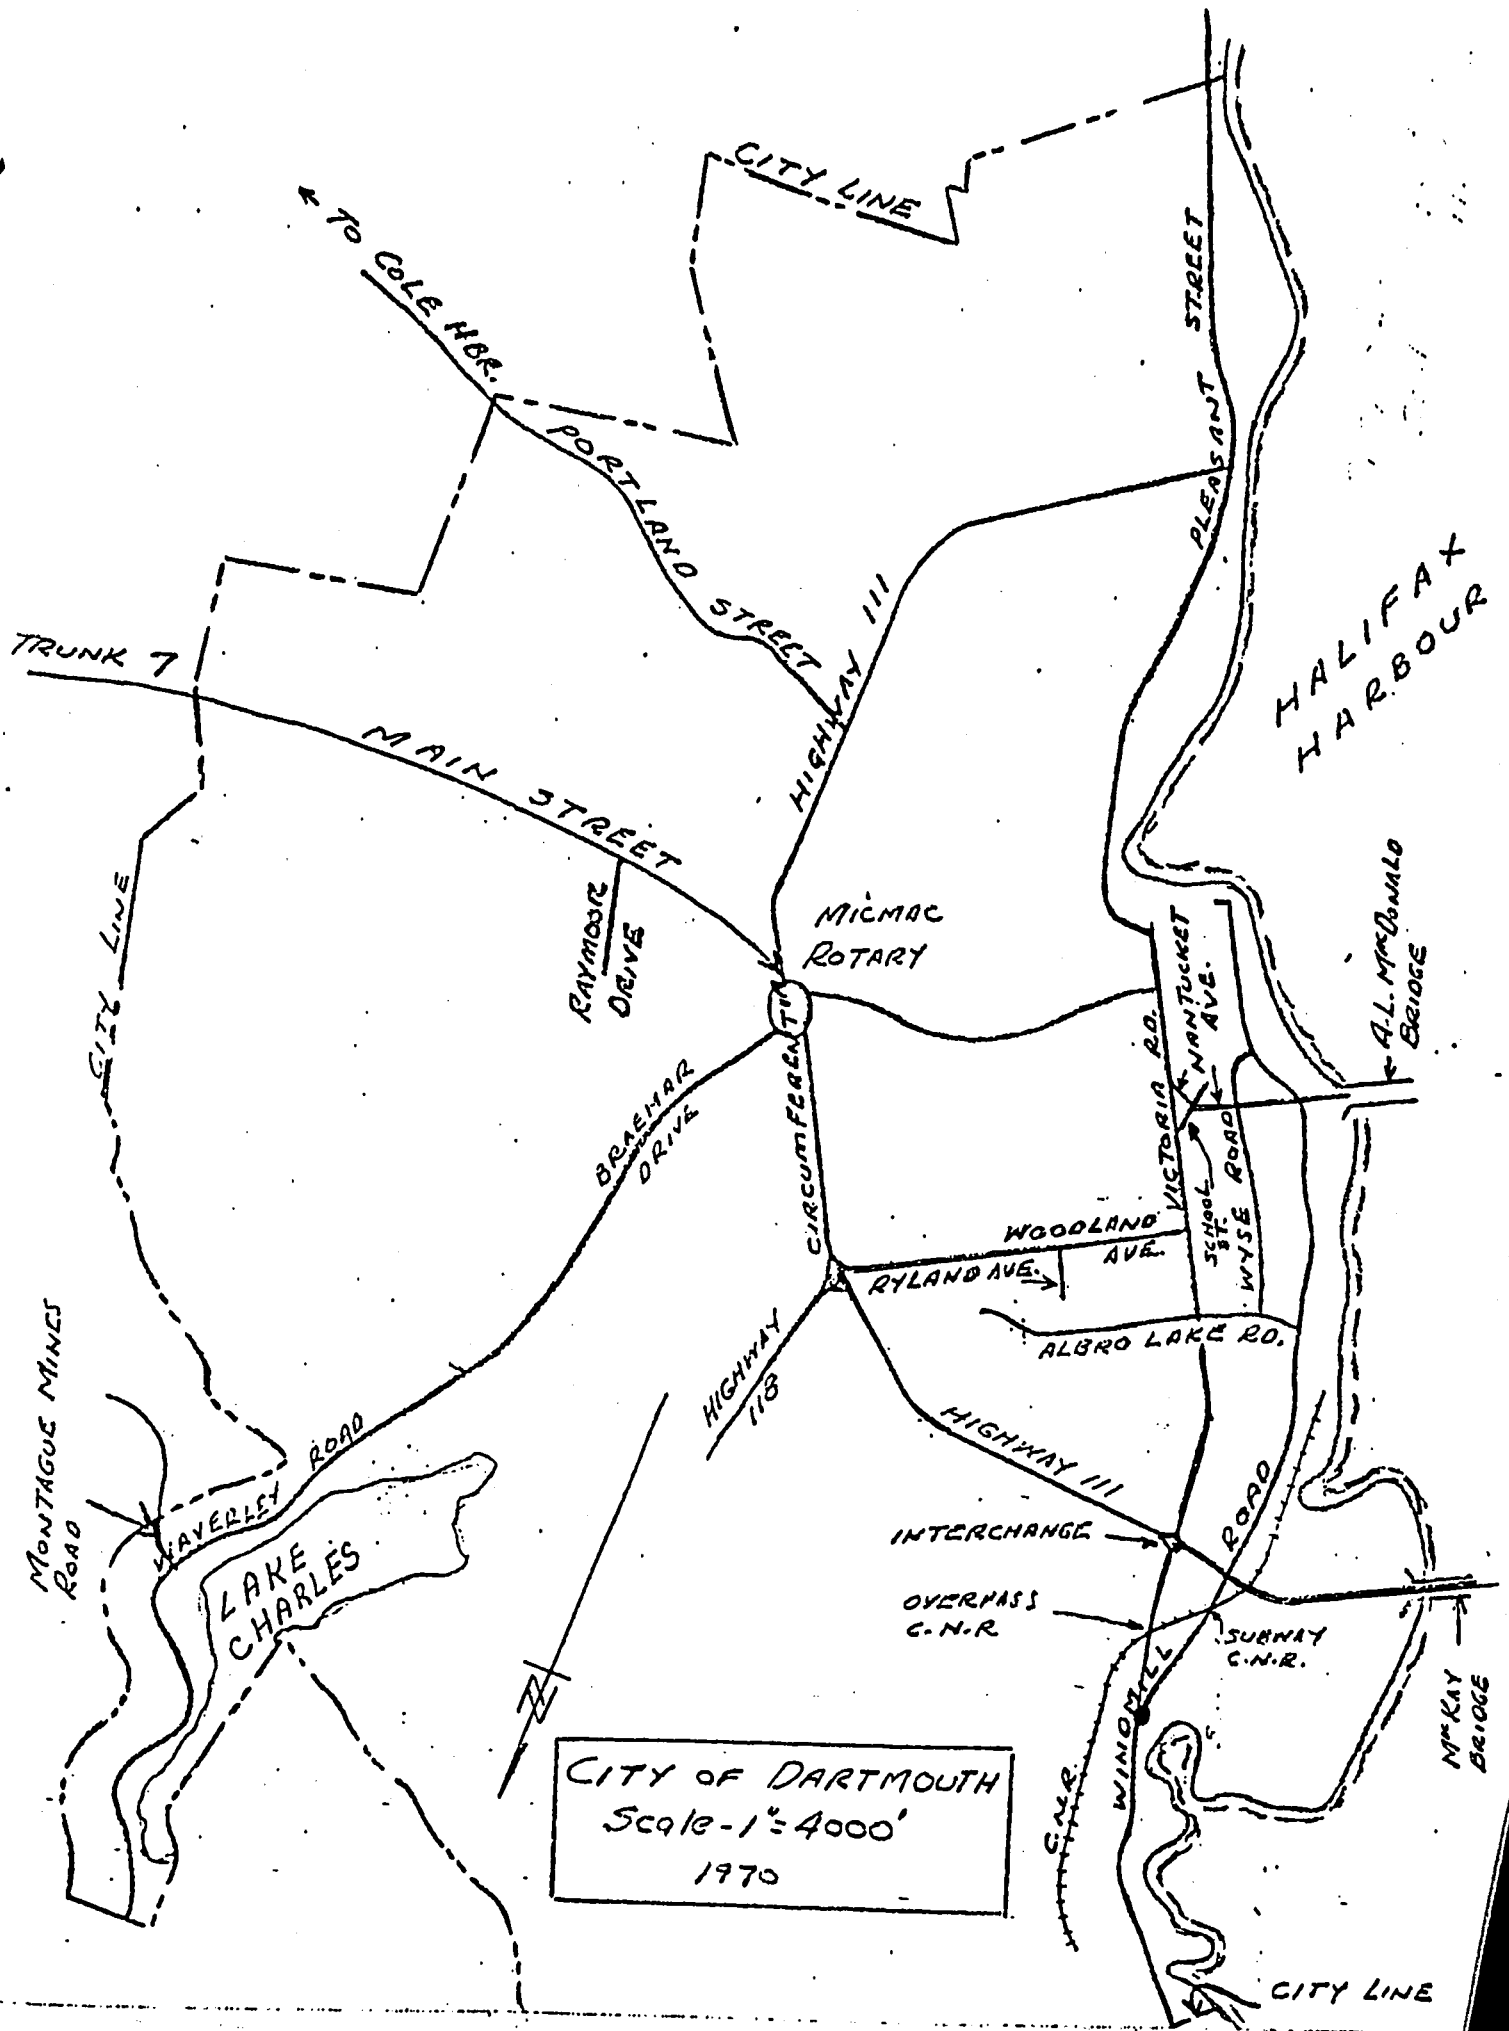 CITY LINE
TO COLE HBR.
PORTLAND STREET
PLEASANT STREET
HIGHWAY 111
HALIFAX
HARBOUR
TRUNK 7
MAIN STREET
RAYMOOR
DRIVE
MICMAC
ROTARY
CITY LINE
BRAEMAR
DRIVE
CIRCUMFERENTI
VICTORIA RD.
NANTUCKET
AVE.
A.L. MacDONALD
BRIDGE
SCHOOL
ST.
WYSE ROAD
WOODLAND
AVE.
RYLAND AVE.
ALBRO LAKE RD.
HIGHWAY
118
HIGHWAY 111
MONTAGUE MINES
ROAD
WAVERLEY ROAD
LAKE
CHARLES
INTERCHANGE
OVERPASS
C.N.R
SUBWAY
C.N.R.
WINDMILL ROAD
C.N.R.
MacKAY
BRIDGE
N
CITY OF DARTMOUTH
Scale-1"=4000'
1970
CITY LINE